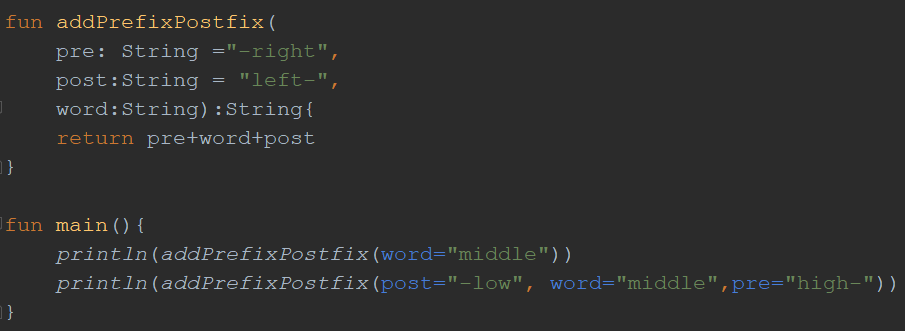 fun addPrefixPostfix(
    pre: String ="-right",
    post:String = "left-",
    word:String):String{
    return pre+word+post
}
fun main(){
    println(addPrefixPostfix(word="middle"))
    println(addPrefixPostfix(post="-low", word="middle",pre="high-"))
}